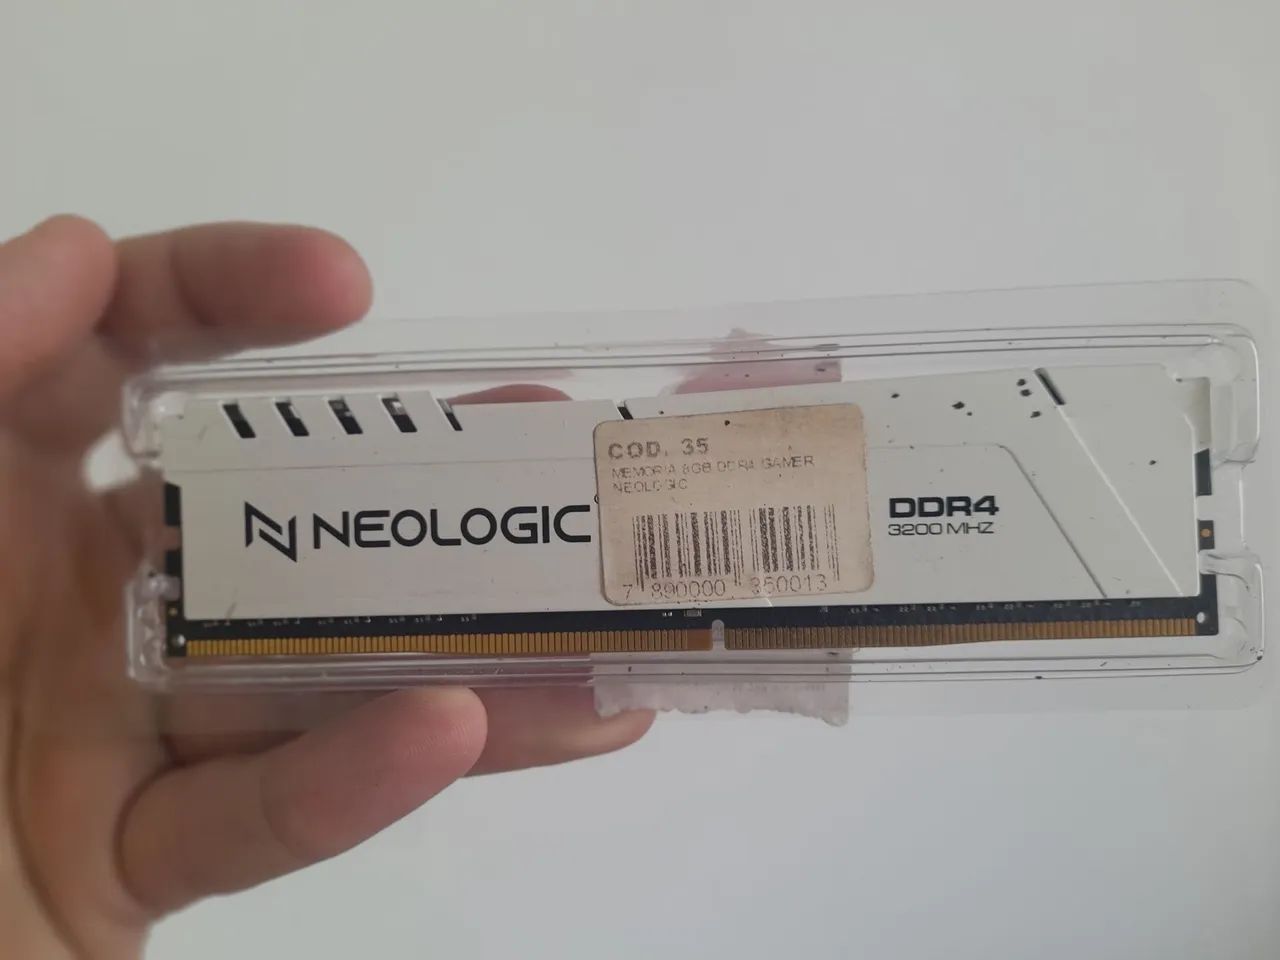 COD. 35
MEMORIA 8GB DDR4 GAMER
NEOLOGIC
NEOLOGIC
DDR4
3200 MHZ
7 890000 350013